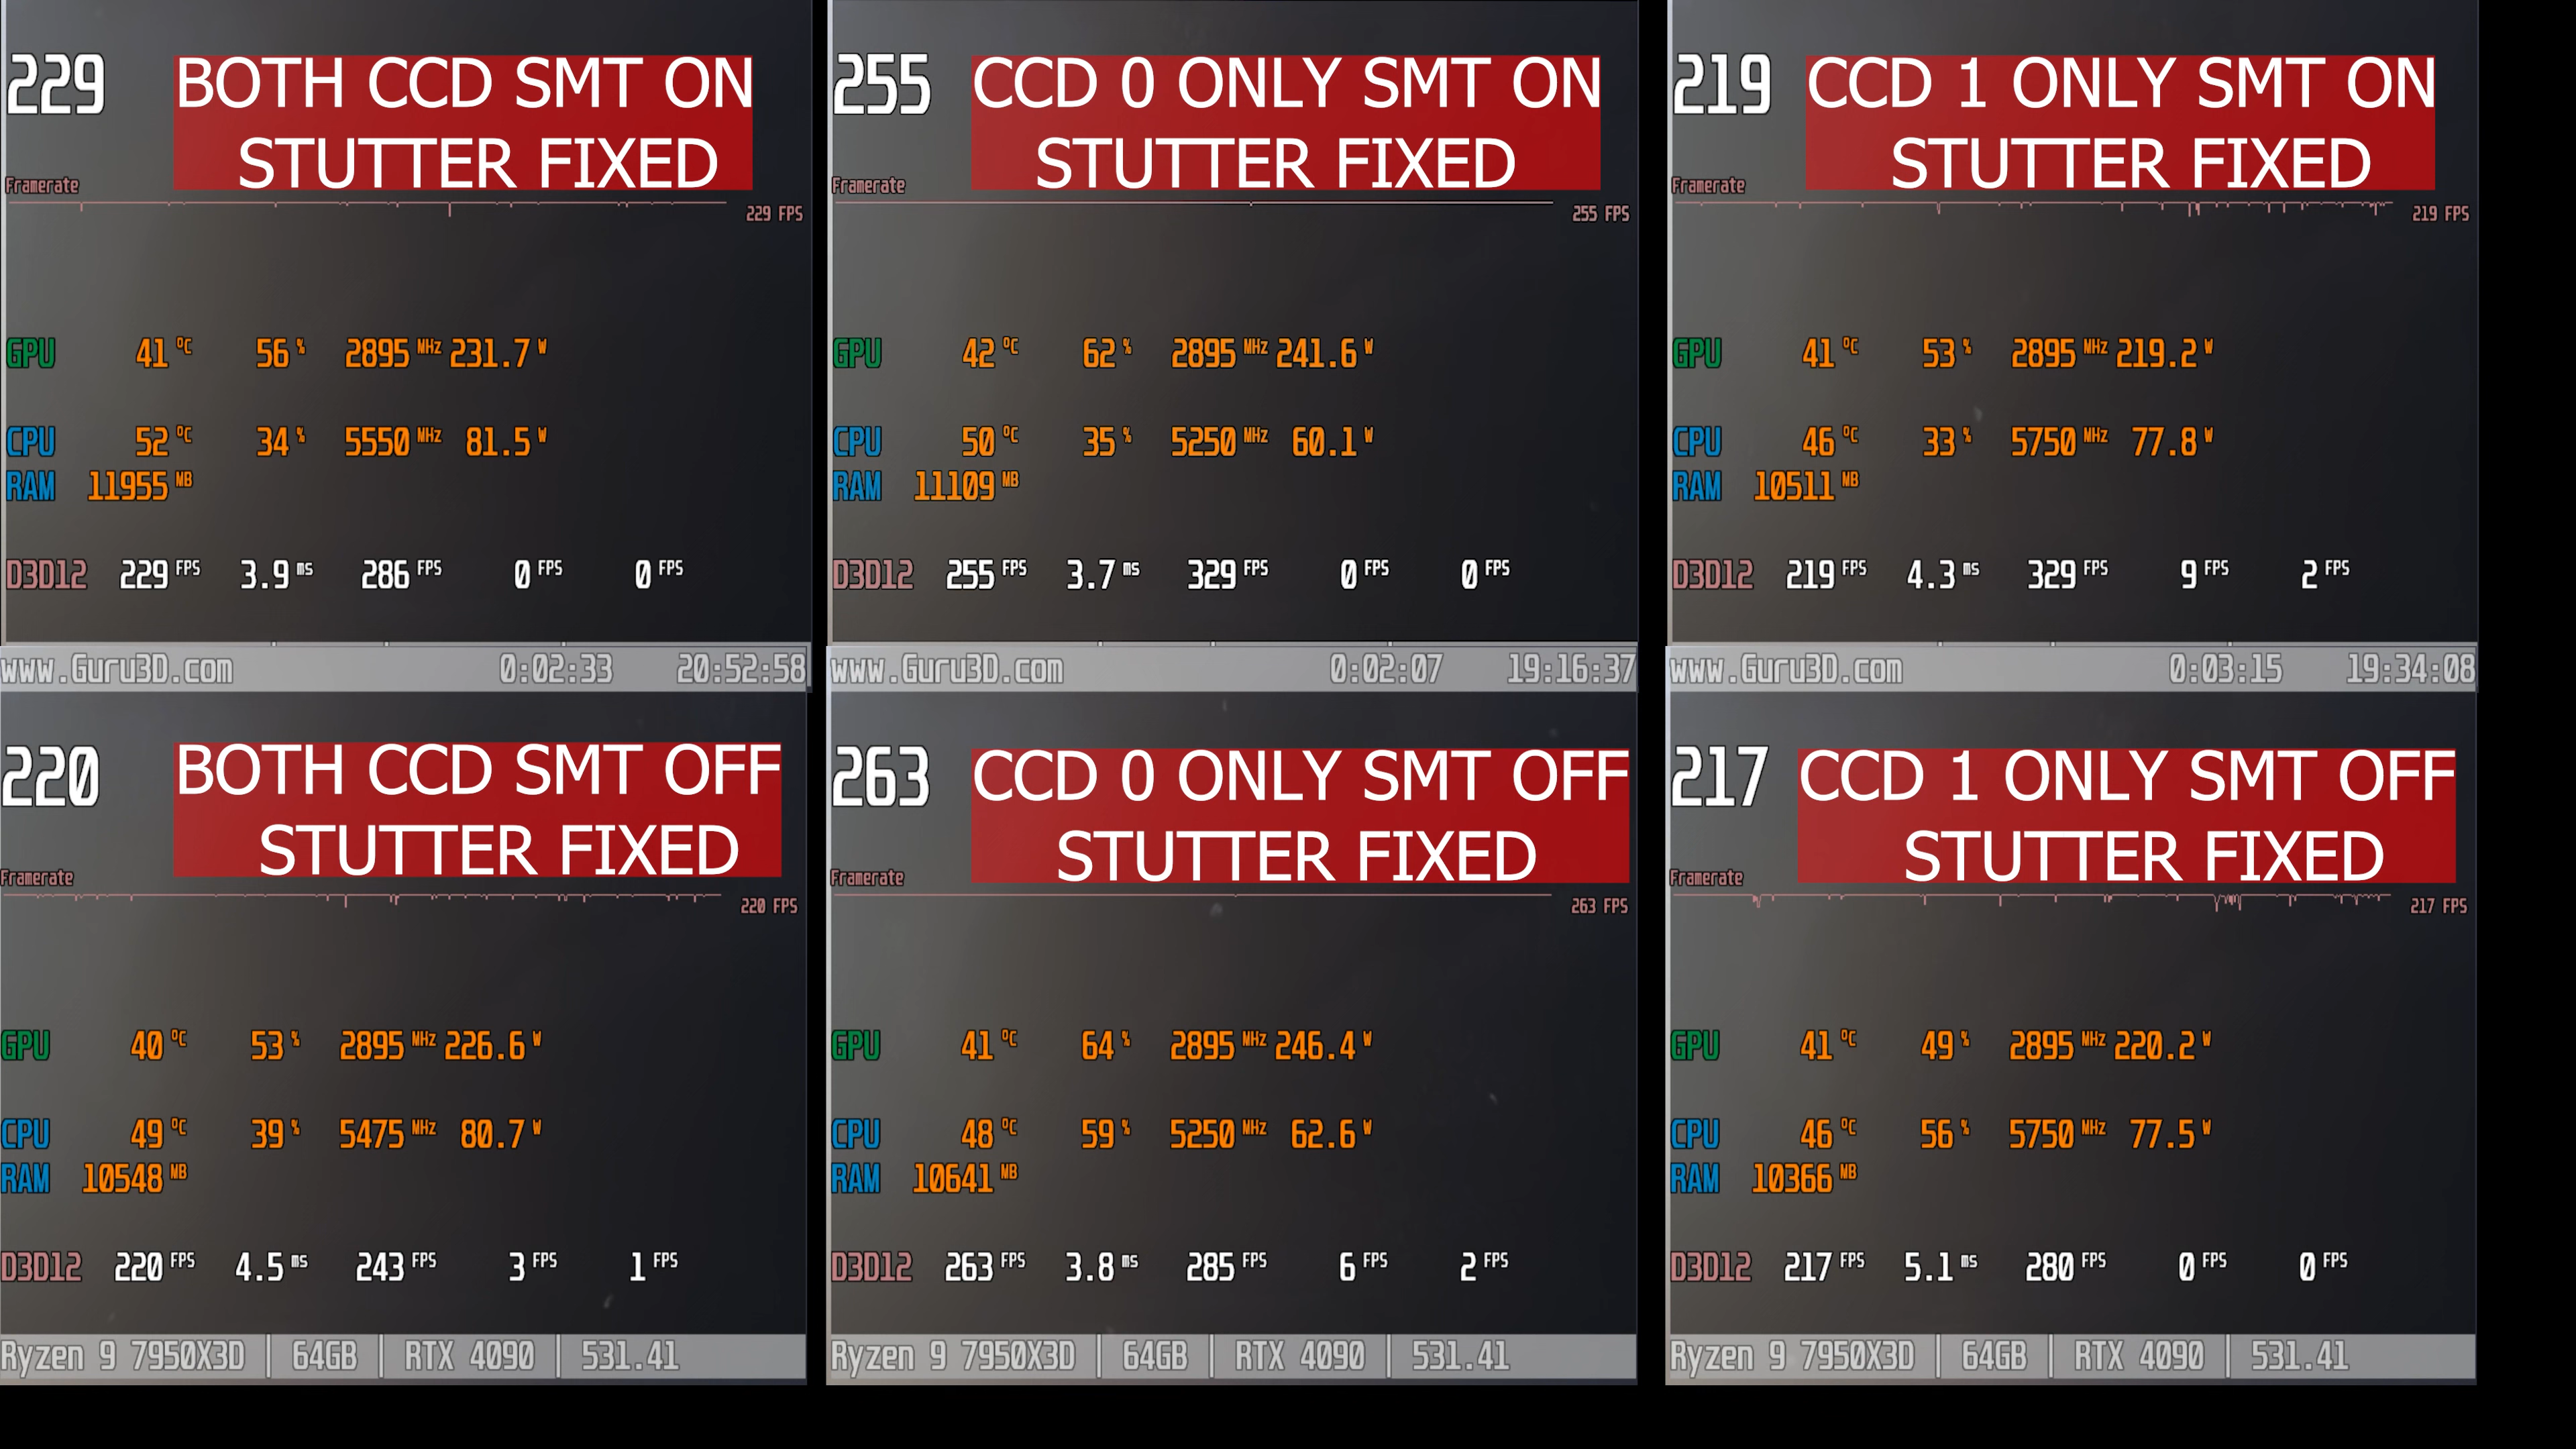 229
BOTH CCD SMT ON
STUTTER FIXED
Framerate
229 FPS
GPU 41 °C 56 % 2895 MHz 231.7 W
CPU 52 °C 34 % 5550 MHz 81.5 W
RAM 11955 MB
D3D12 229 FPS 3.9 ms 286 FPS 0 FPS 0 FPS
www.Guru3D.com 0:02:33 20:52:58
255
CCD 0 ONLY SMT ON
STUTTER FIXED
Framerate
255 FPS
GPU 42 °C 62 % 2895 MHz 241.6 W
CPU 50 °C 35 % 5250 MHz 60.1 W
RAM 11109 MB
D3D12 255 FPS 3.7 ms 329 FPS 0 FPS 0 FPS
www.Guru3D.com 0:02:07 19:16:37
219
CCD 1 ONLY SMT ON
STUTTER FIXED
Framerate
219 FPS
GPU 41 °C 53 % 2895 MHz 219.2 W
CPU 46 °C 33 % 5750 MHz 77.8 W
RAM 10511 MB
D3D12 219 FPS 4.3 ms 329 FPS 9 FPS 2 FPS
www.Guru3D.com 0:03:15 19:34:08
220
BOTH CCD SMT OFF
STUTTER FIXED
Framerate
220 FPS
GPU 40 °C 53 % 2895 MHz 226.6 W
CPU 49 °C 39 % 5475 MHz 80.7 W
RAM 10548 MB
D3D12 220 FPS 4.5 ms 243 FPS 3 FPS 1 FPS
Ryzen 9 7950X3D | 64GB | RTX 4090 | 531.41
263
CCD 0 ONLY SMT OFF
STUTTER FIXED
Framerate
263 FPS
GPU 41 °C 64 % 2895 MHz 246.4 W
CPU 48 °C 59 % 5250 MHz 62.6 W
RAM 10641 MB
D3D12 263 FPS 3.8 ms 285 FPS 6 FPS 2 FPS
Ryzen 9 7950X3D | 64GB | RTX 4090 | 531.41
217
CCD 1 ONLY SMT OFF
STUTTER FIXED
Framerate
217 FPS
GPU 41 °C 49 % 2895 MHz 220.2 W
CPU 46 °C 56 % 5750 MHz 77.5 W
RAM 10366 MB
D3D12 217 FPS 5.1 ms 280 FPS 0 FPS 0 FPS
Ryzen 9 7950X3D | 64GB | RTX 4090 | 531.41